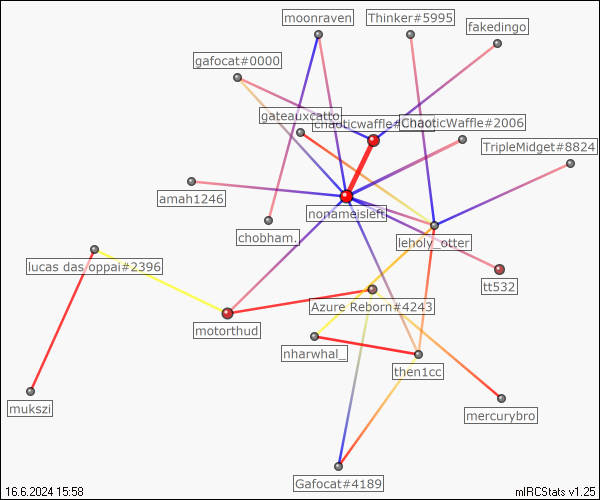 moonraven
Thinker#5995
fakedingo
gafocat#0000
gateauxcatto
chaoticwaffle#
ChaoticWaffle#2006
TripleMidget#8824
amah1246
nonameisleft
chobham.
leholy_otter
lucas das oppai#2396
tt532
Azure Reborn#4243
motorthud
nharwhal_
then1cc
mukszi
mercurybro
Gafocat#4189
16.6.2024 15:58
mIRCStats v1.25